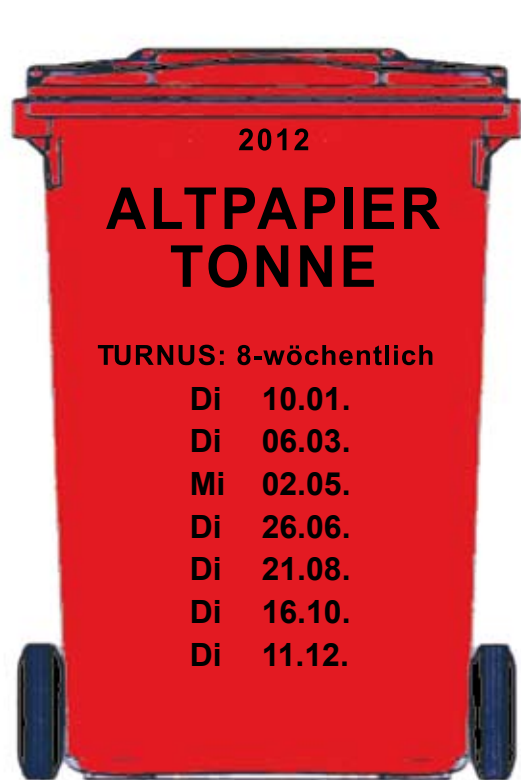 2012
ALTPAPIER
TONNE
TURNUS: 8-wöchentlich
Di 10.01.
Di 06.03.
Mi 02.05.
Di 26.06.
Di 21.08.
Di 16.10.
Di 11.12.